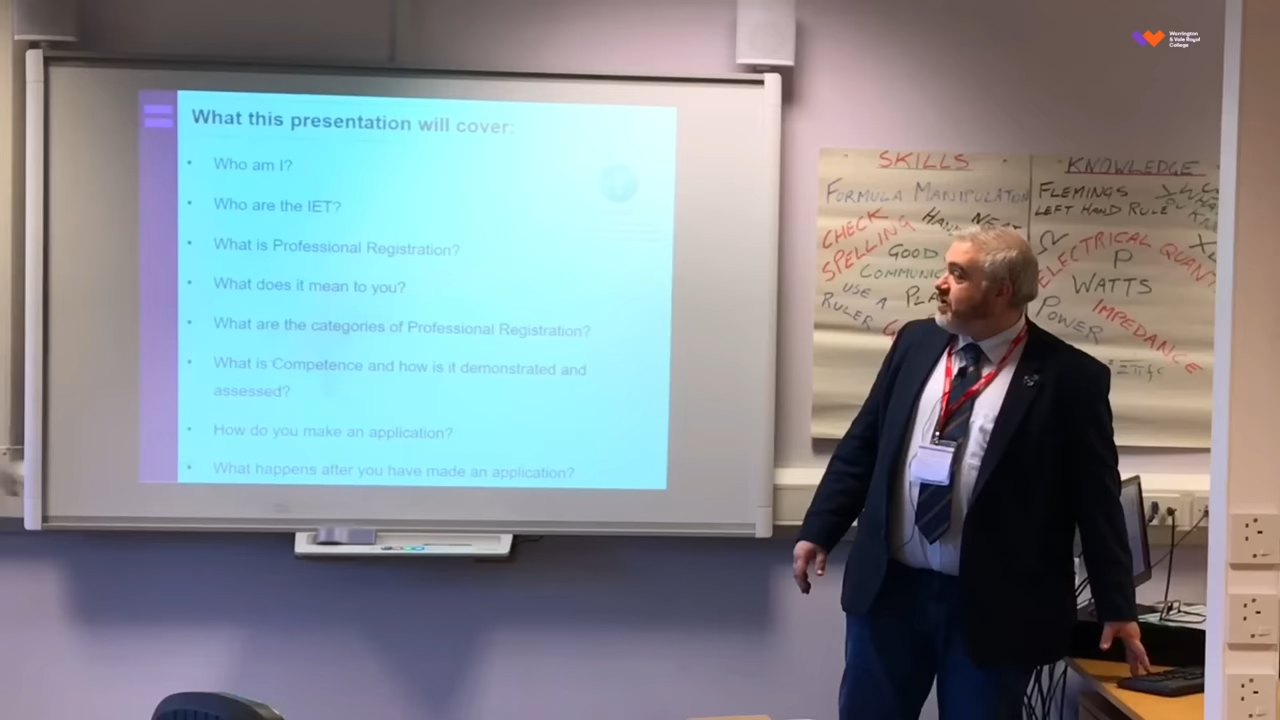 Warrington
& Vale Royal
College
What this presentation will cover:
• Who am I?
• Who are the IET?
• What is Professional Registration?
• What does it mean to you?
• What are the categories of Professional Registration?
• What is Competence and how is it demonstrated and
assessed?
• How do you make an application?
• What happens after you have made an application?
SKILLS
FORMULA MANIPULATION
CHECK
SPELLING
GOOD
USE A
RULER
KNOWLEDGE
FLEMINGS
LEFT HAND RULE
Ω
ELECTRICAL
P
WATTS
POWER
IMPEDANCE